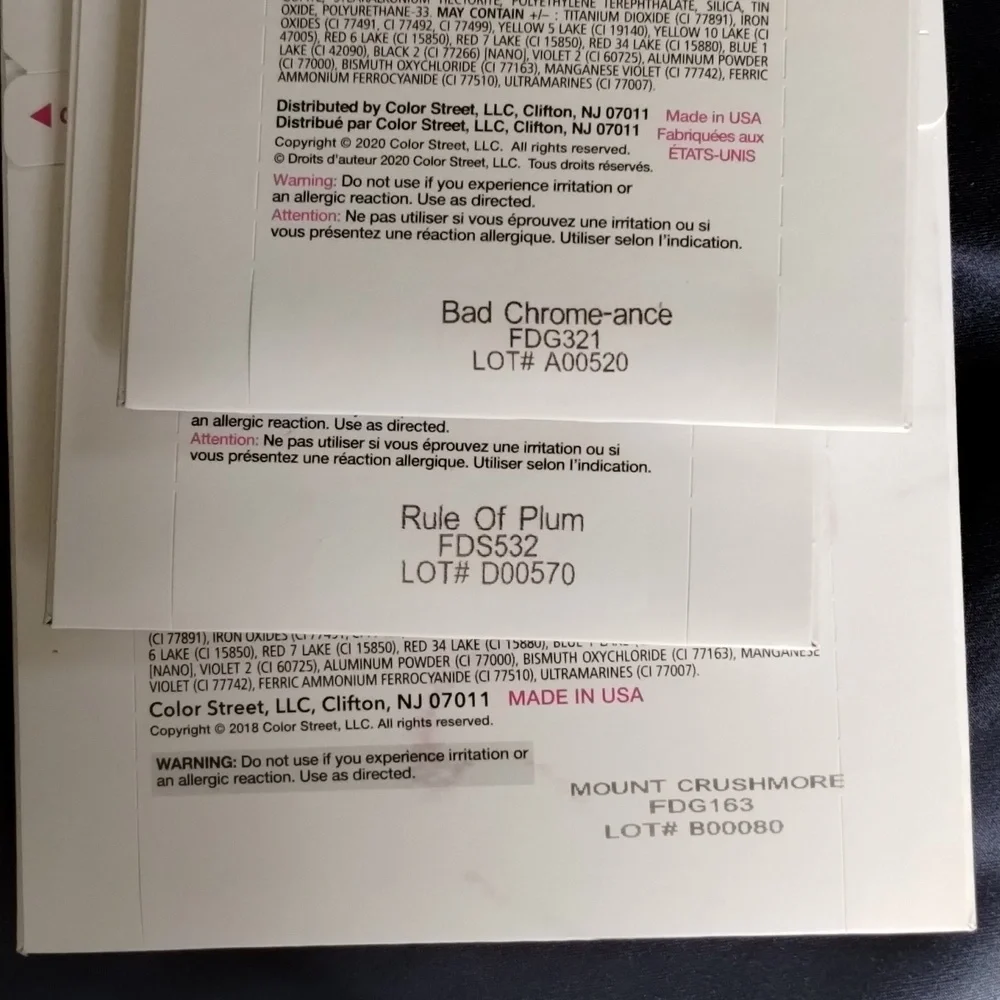 POLYETHYLENE TEREPHTHALATE, SILICA, TIN
OXIDE, POLYURETHANE-33. MAY CONTAIN +/– : TITANIUM DIOXIDE (CI 77891), IRON
OXIDES (CI 77491, CI 77492, CI 77499), YELLOW 5 LAKE (CI 19140), YELLOW 10 LAKE (CI
47005), RED 6 LAKE (CI 15850), RED 7 LAKE (CI 15850), RED 34 LAKE (CI 15880), BLUE 1
LAKE (CI 42090), BLACK 2 (CI 77266) [NANO], VIOLET 2 (CI 60725), ALUMINUM POWDER
(CI 77000), BISMUTH OXYCHLORIDE (CI 77163), MANGANESE VIOLET (CI 77742), FERRIC
AMMONIUM FERROCYANIDE (CI 77510), ULTRAMARINES (CI 77007).
Distributed by Color Street, LLC, Clifton, NJ 07011
Distribué par Color Street, LLC, Clifton, NJ 07011
Made in USA
Fabriquées aux
ÉTATS-UNIS
Copyright © 2020 Color Street, LLC. All rights reserved.
© Droits d'auteur 2020 Color Street, LLC. Tous droits réservés.
Warning: Do not use if you experience irritation or
an allergic reaction. Use as directed.
Attention: Ne pas utiliser si vous éprouvez une irritation ou si
vous présentez une réaction allergique. Utiliser selon l'indication.
Bad Chrome-ance
FDG321
LOT# A00520
an allergic reaction. Use as directed.
Attention: Ne pas utiliser si vous éprouvez une irritation ou si
vous présentez une réaction allergique. Utiliser selon l'indication.
Rule Of Plum
FDS532
LOT# D00570
(CI 77891), IRON OXIDES
6 LAKE (CI 15850), RED 7 LAKE (CI 15850), RED 34 LAKE (CI 15880), BLUE 1
[NANO], VIOLET 2 (CI 60725), ALUMINUM POWDER (CI 77000), BISMUTH OXYCHLORIDE (CI 77163), MANGANESE
VIOLET (CI 77742), FERRIC AMMONIUM FERROCYANIDE (CI 77510), ULTRAMARINES (CI 77007).
Color Street, LLC, Clifton, NJ 07011 MADE IN USA
Copyright © 2018 Color Street, LLC. All rights reserved.
WARNING: Do not use if you experience irritation or
an allergic reaction. Use as directed.
MOUNT CRUSHMORE
FDG163
LOT# B00080